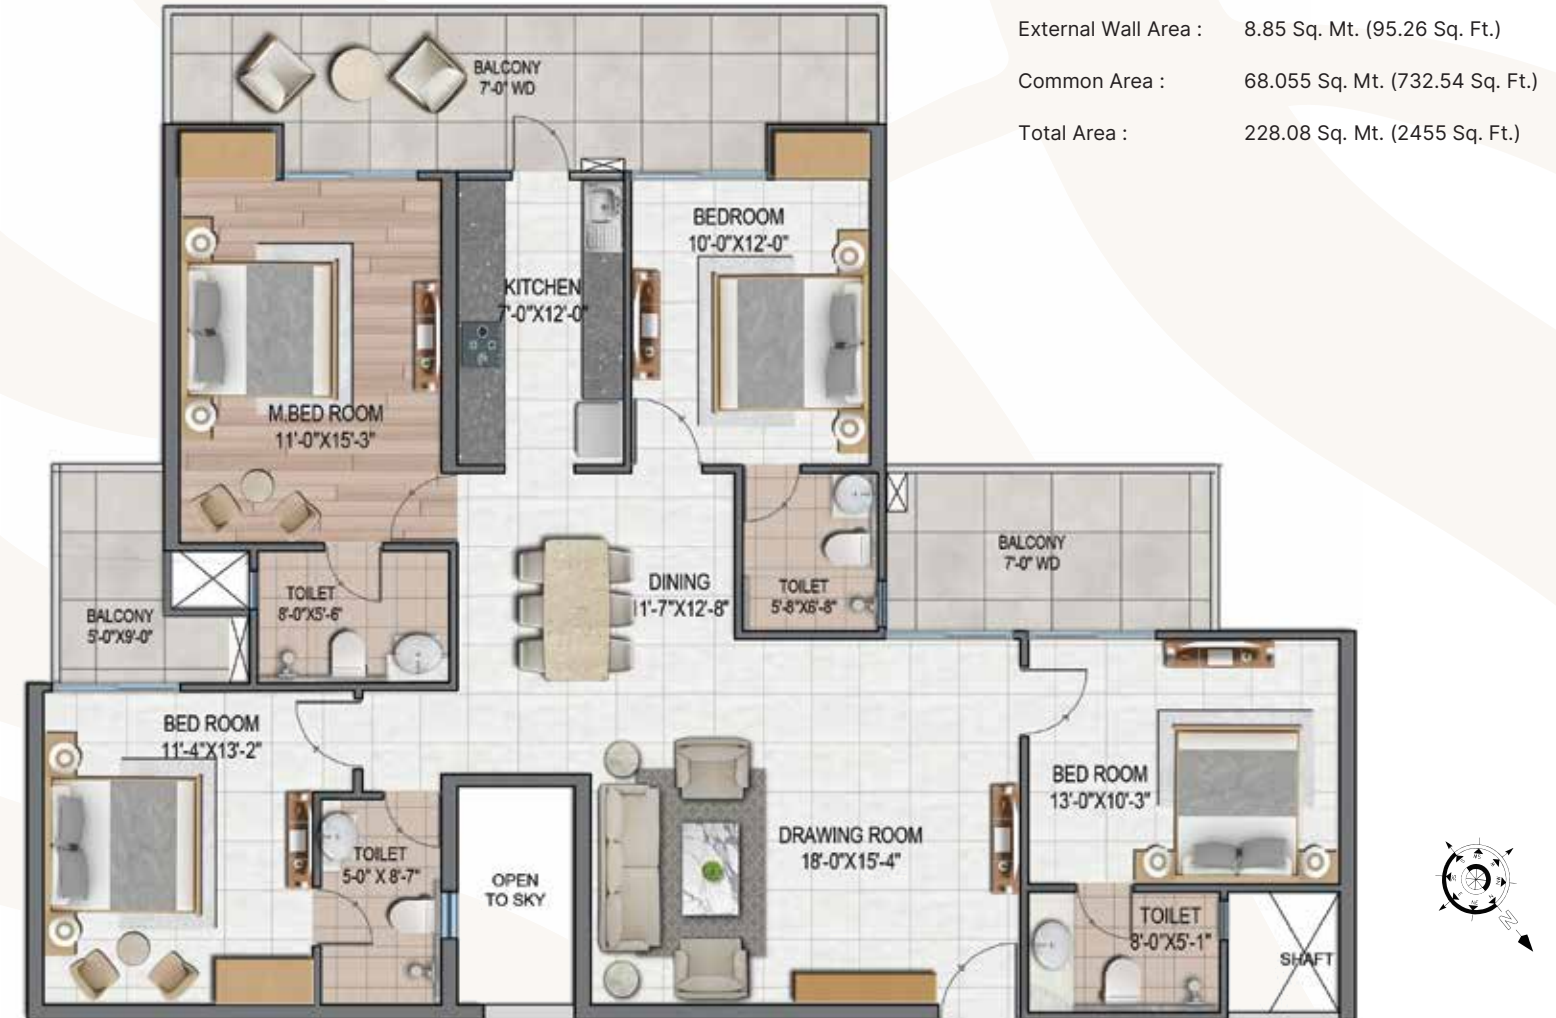 External Wall Area : 8.85 Sq. Mt. (95.26 Sq. Ft.)
Common Area : 68.055 Sq. Mt. (732.54 Sq. Ft.)
Total Area : 228.08 Sq. Mt. (2455 Sq. Ft.)
BALCONY
7'-0" WD
BEDROOM
10'-0"X12'-0"
KITCHEN
7'-0"X12'-0"
M.BED ROOM
11'-0"X15'-3"
BALCONY
7'-0" WD
TOILET
8'-0"X5'-6"
DINING
11'-7"X12'-8"
TOILET
5'-8"X6'-8"
BALCONY
5'-0"X9'-0"
BED ROOM
11'-4"X13'-2"
BED ROOM
13'-0"X10'-3"
DRAWING ROOM
18'-0"X15'-4"
TOILET
5-0" X 8'-7"
OPEN
TO SKY
TOILET
8'-0"X5'-1"
SHAFT
N